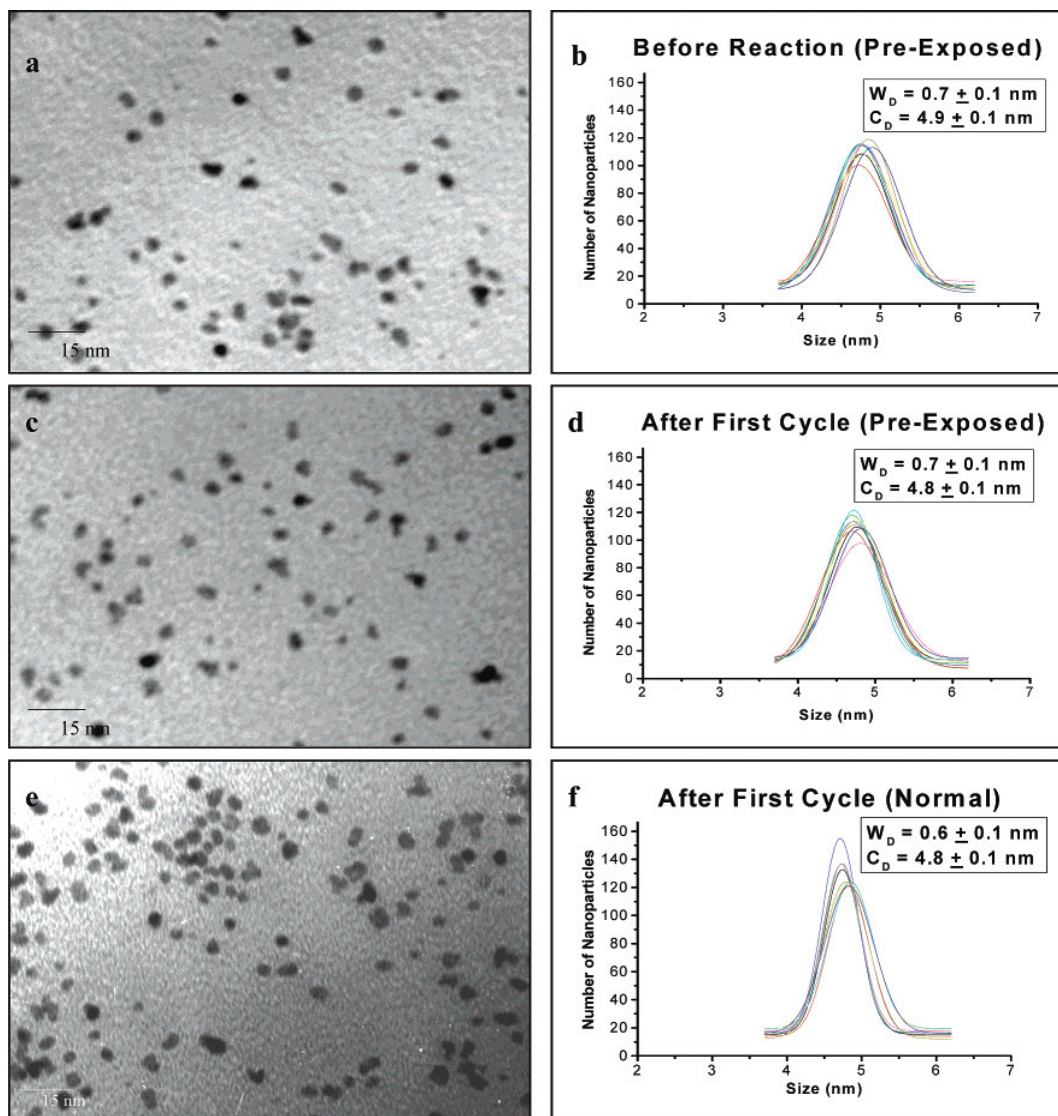 a
15 nm
b
Before Reaction (Pre-Exposed)
W_D = 0.7 ± 0.1 nm
C_D = 4.9 ± 0.1 nm
160
140
120
100
80
60
40
20
0
Number of Nanoparticles
2 3 4 5 6 7
Size (nm)
c
15 nm
d
After First Cycle (Pre-Exposed)
W_D = 0.7 ± 0.1 nm
C_D = 4.8 ± 0.1 nm
160
140
120
100
80
60
40
20
0
Number of Nanoparticles
2 3 4 5 6 7
Size (nm)
e
15 nm
f
After First Cycle (Normal)
W_D = 0.6 ± 0.1 nm
C_D = 4.8 ± 0.1 nm
160
140
120
100
80
60
40
20
0
Number of Nanoparticles
2 3 4 5 6 7
Size (nm)